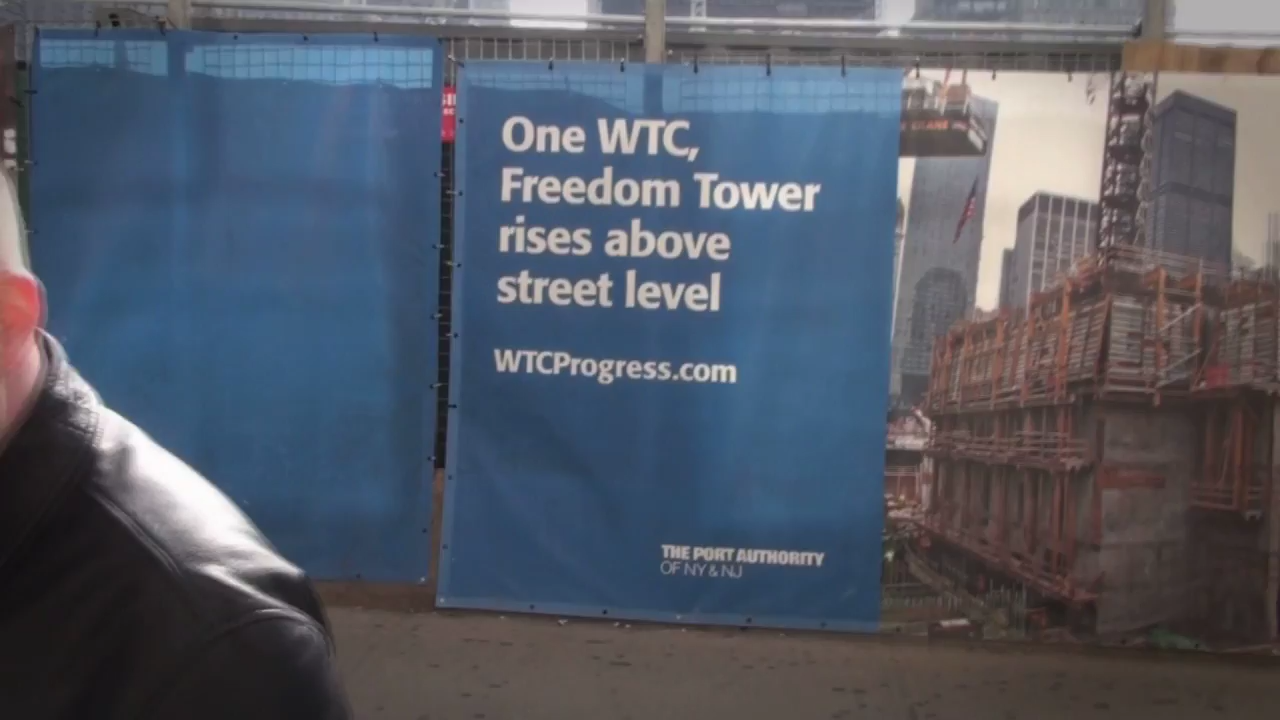 One WTC,
Freedom Tower
rises above
street level
WTCProgress.com
THE PORT AUTHORITY
OF NY & NJ